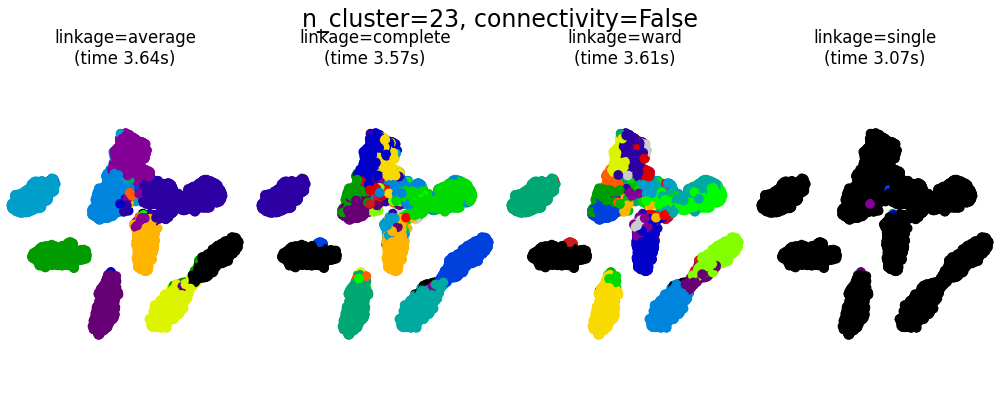 n_cluster=23, connectivity=False
linkage=average
(time 3.64s)
linkage=complete
(time 3.57s)
linkage=ward
(time 3.61s)
linkage=single
(time 3.07s)